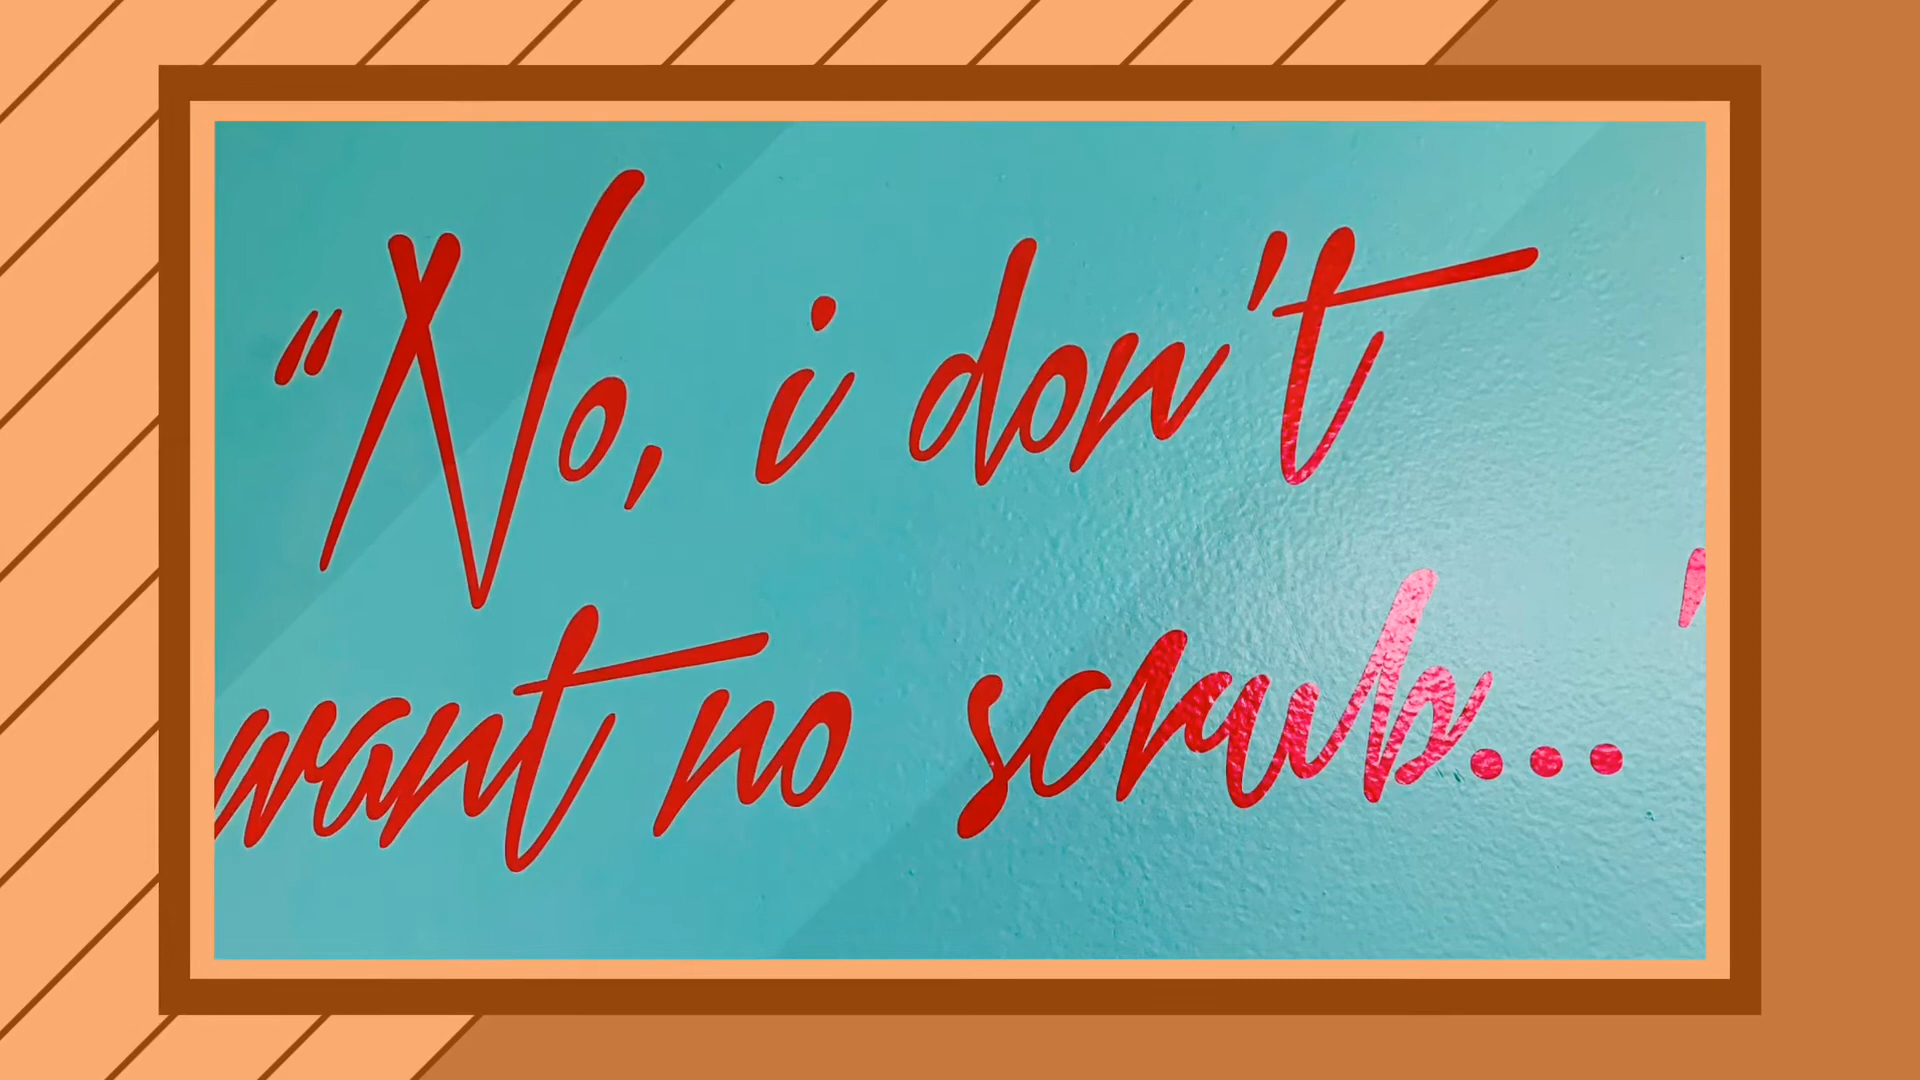 “No, i don't
want no scrub...'